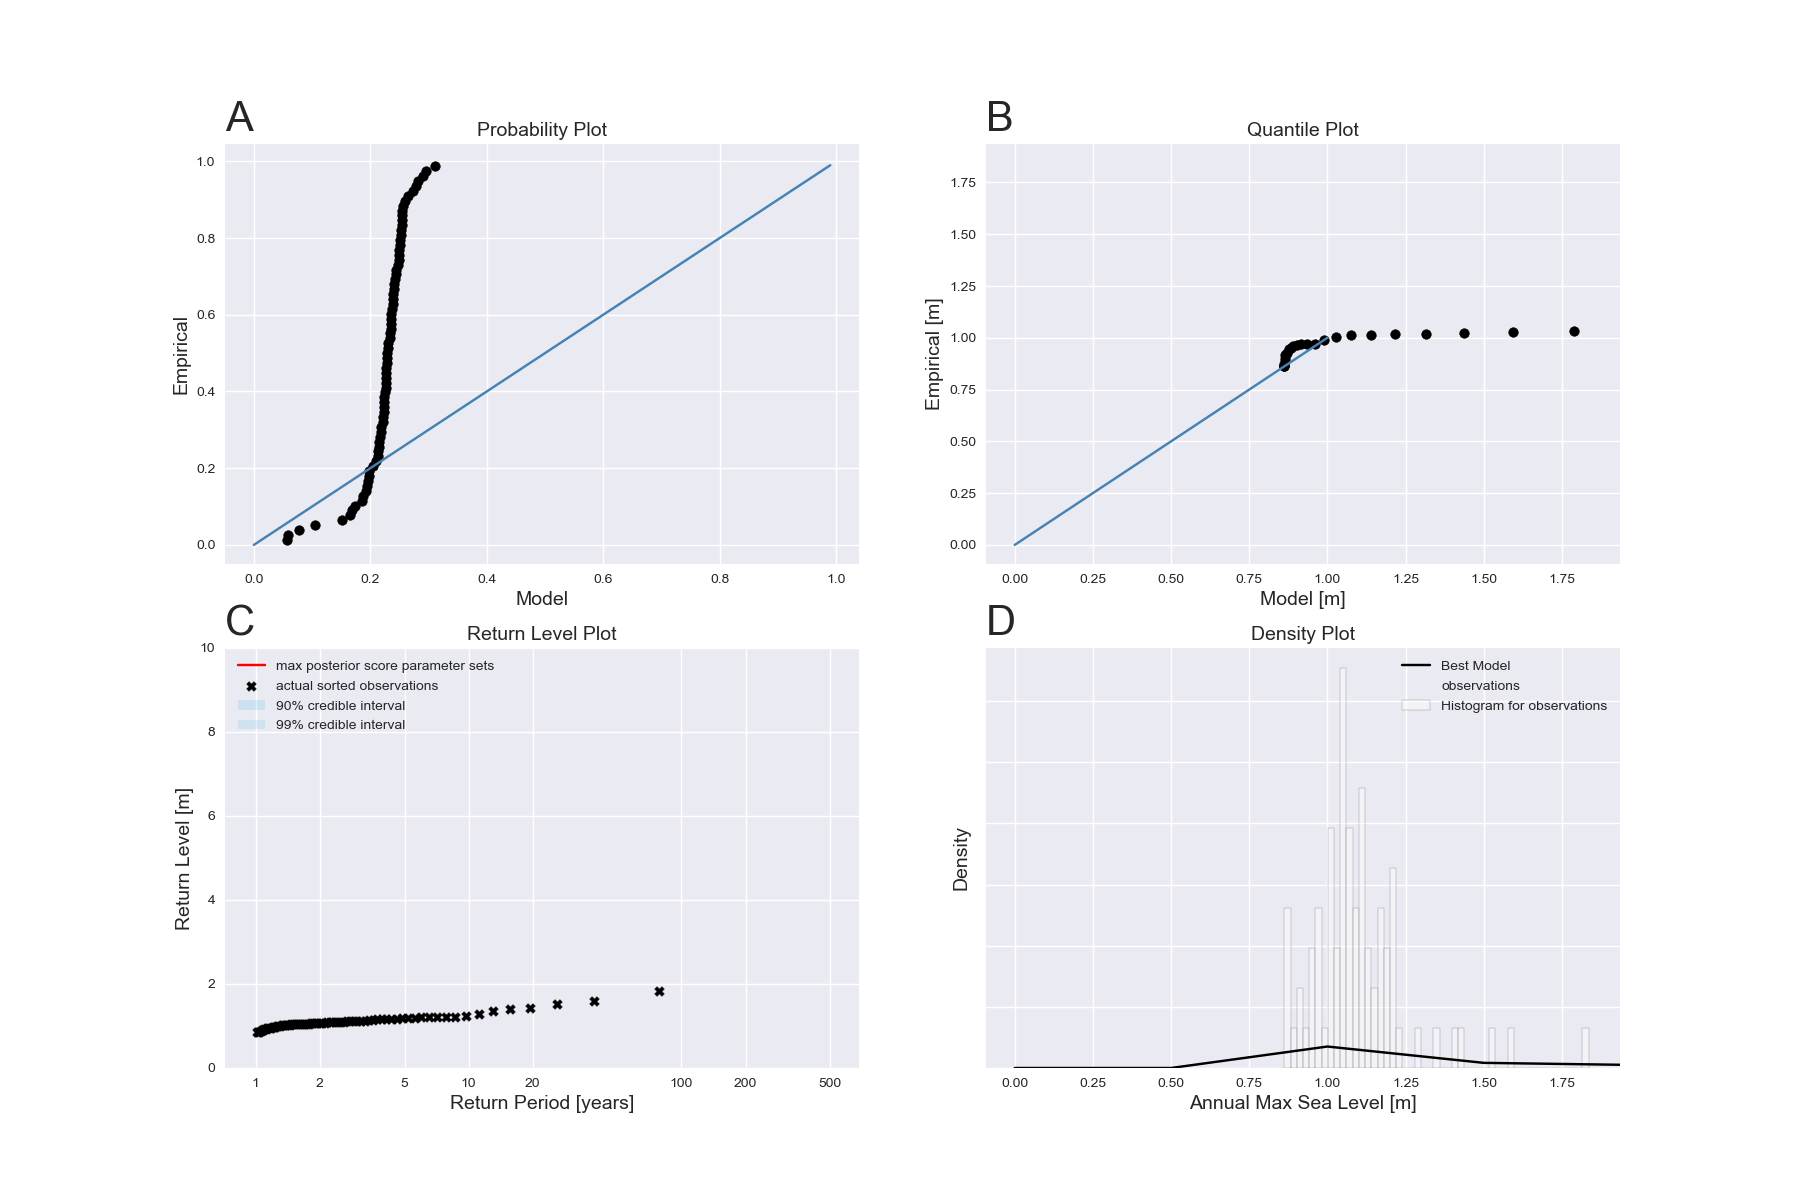 A
Probability Plot
1.0
0.8
0.6
0.4
0.2
0.0
Empirical
0.0 0.2 0.4 0.6 0.8 1.0
Model
B
Quantile Plot
1.75
1.50
1.25
1.00
0.75
0.50
0.25
0.00
Empirical [m]
0.00 0.25 0.50 0.75 1.00 1.25 1.50 1.75
Model [m]
C
Return Level Plot
10
8
6
4
2
0
Return Level [m]
max posterior score parameter sets
actual sorted observations
90% credible interval
99% credible interval
1 2 5 10 20 100 200 500
Return Period [years]
D
Density Plot
Density
Best Model
observations
Histogram for observations
0.00 0.25 0.50 0.75 1.00 1.25 1.50 1.75
Annual Max Sea Level [m]